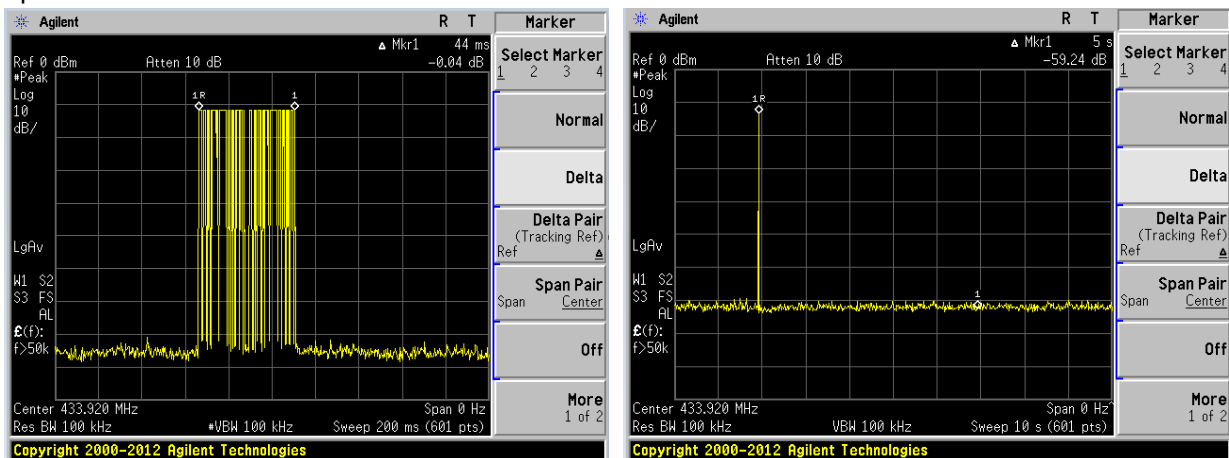 Agilent R T Marker
Δ Mkr1 44 ms
Ref 0 dBm Atten 10 dB -0.04 dB
#Peak
Log
10
dB/
1R 1
LgAv
W1 S2
S3 FS
AL
£(f):
f>50k
Center 433.920 MHz Span 0 Hz
Res BW 100 kHz #VBW 100 kHz Sweep 200 ms (601 pts)
Select Marker
1 2 3 4
Normal
Delta
Delta Pair
(Tracking Ref)
Ref Δ
Span Pair
Span Center
Off
More
1 of 2
Copyright 2000-2012 Agilent Technologies
Agilent R T Marker
Δ Mkr1 5 s
Ref 0 dBm Atten 10 dB -59.24 dB
#Peak
Log
10
dB/
1R
1
LgAv
W1 S2
S3 FS
AL
£(f):
f>50k
Center 433.920 MHz Span 0 Hz^
Res BW 100 kHz VBW 100 kHz Sweep 10 s (601 pts)
Select Marker
1 2 3 4
Normal
Delta
Delta Pair
(Tracking Ref)
Ref Δ
Span Pair
Span Center
Off
More
1 of 2
Copyright 2000-2012 Agilent Technologies